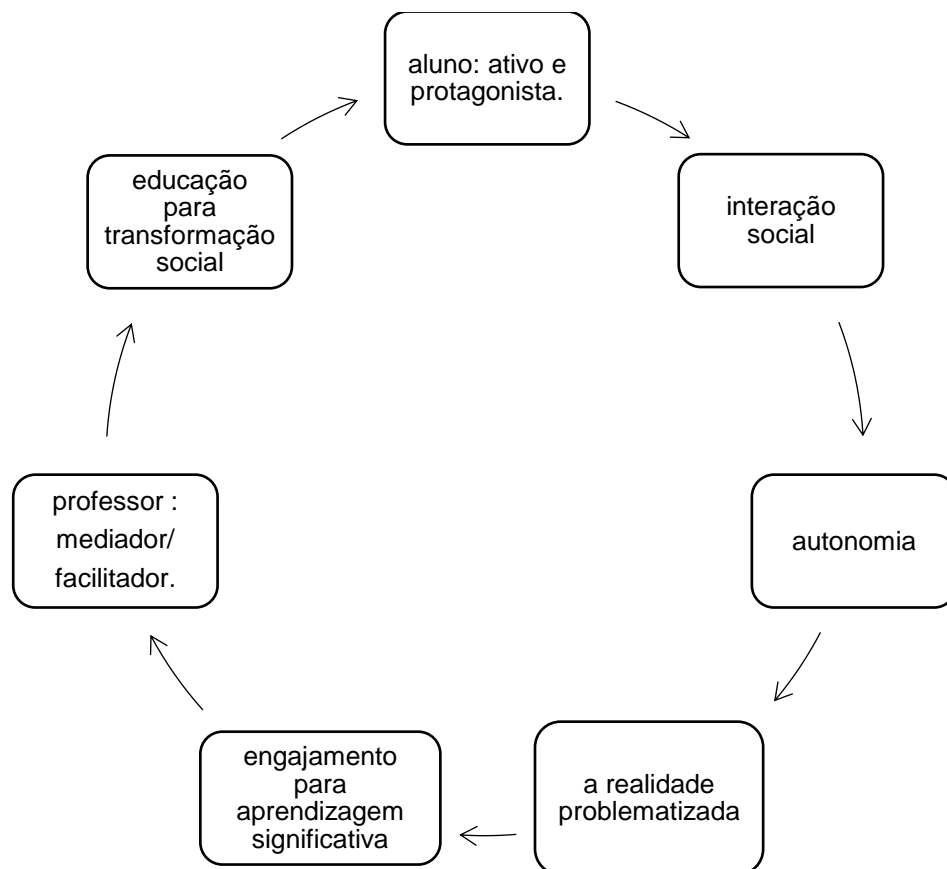 aluno: ativo e
protagonista.
interação
social
autonomia
a realidade
problematizada
engajamento
para
aprendizagem
significativa
professor :
mediador/
facilitador.
educação
para
transformação
social